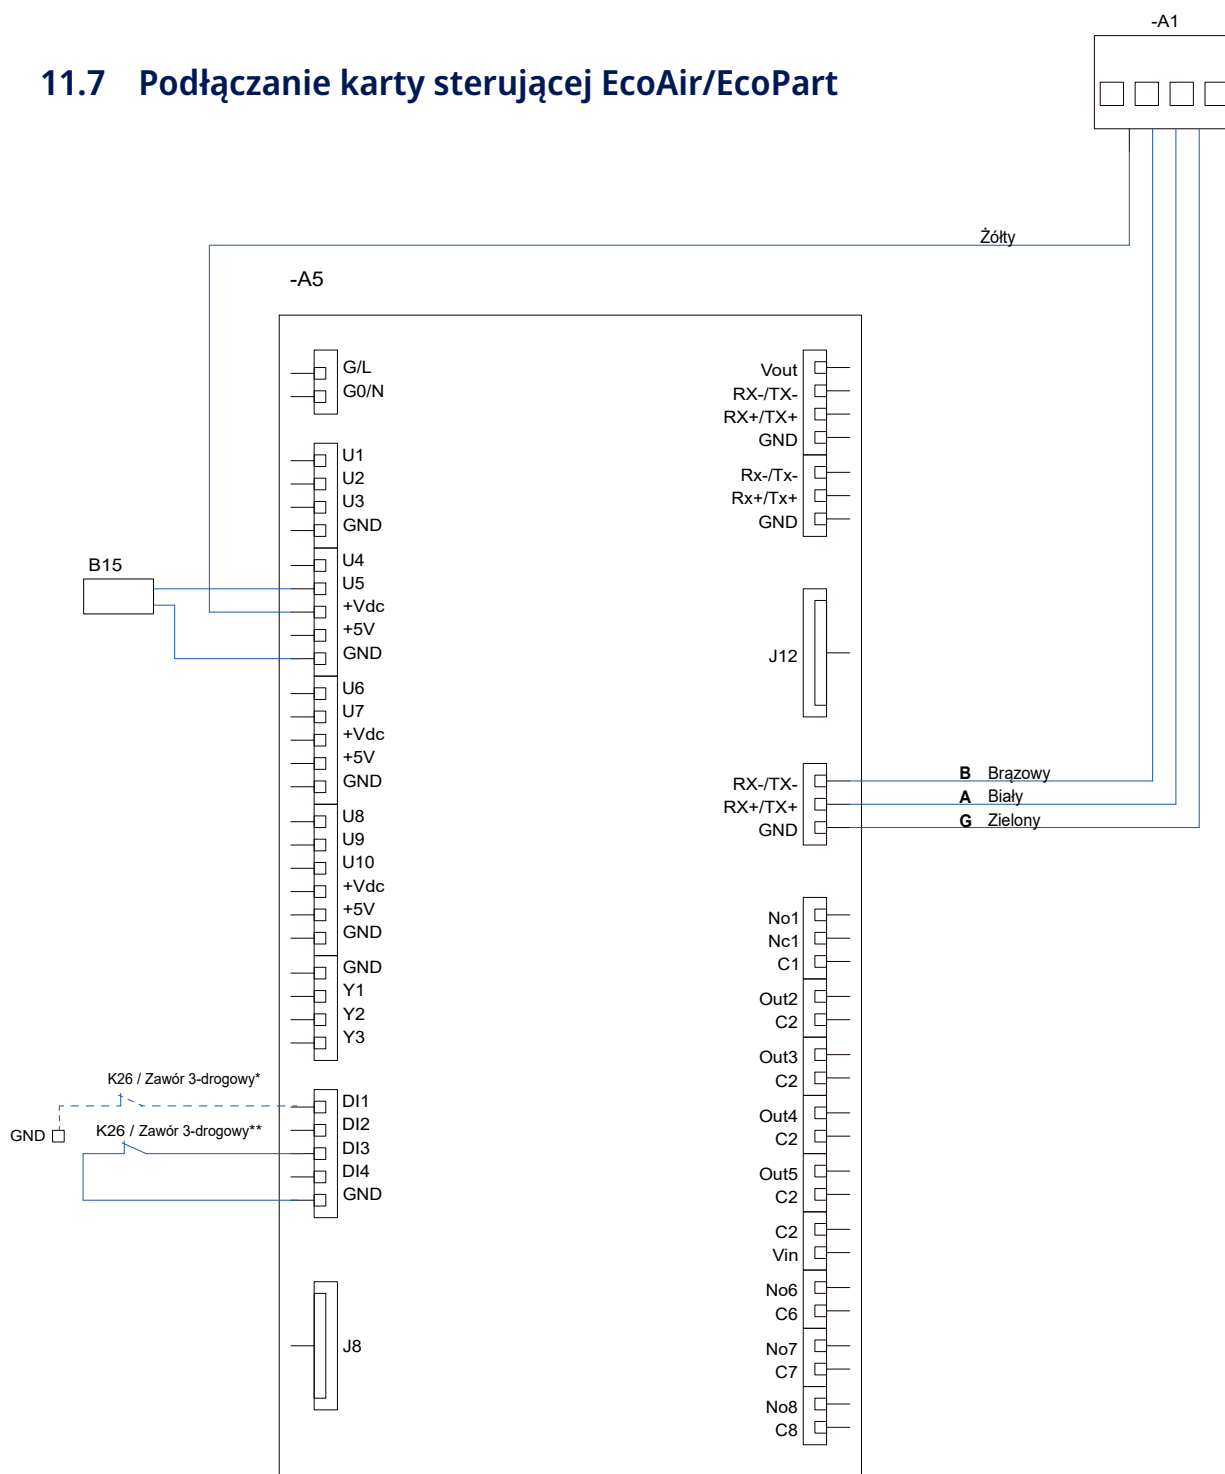 -A1
11.7 Podłączanie karty sterującej EcoAir/EcoPart
Żółty
-A5
G/L
G0/N
U1
U2
U3
GND
U4
U5
+Vdc
+5V
GND
U6
U7
+Vdc
+5V
GND
U8
U9
U10
+Vdc
+5V
GND
GND
Y1
Y2
Y3
DI1
DI2
DI3
DI4
GND
J8
B15
K26 / Zawór 3-drogowy*
GND
K26 / Zawór 3-drogowy**
Vout
RX-/TX-
RX+/TX+
GND
Rx-/Tx-
Rx+/Tx+
GND
J12
RX-/TX-
RX+/TX+
GND
B Brązowy
A Biały
G Zielony
No1
Nc1
C1
Out2
C2
Out3
C2
Out4
C2
Out5
C2
C2
Vin
No6
C6
No7
C7
No8
C8